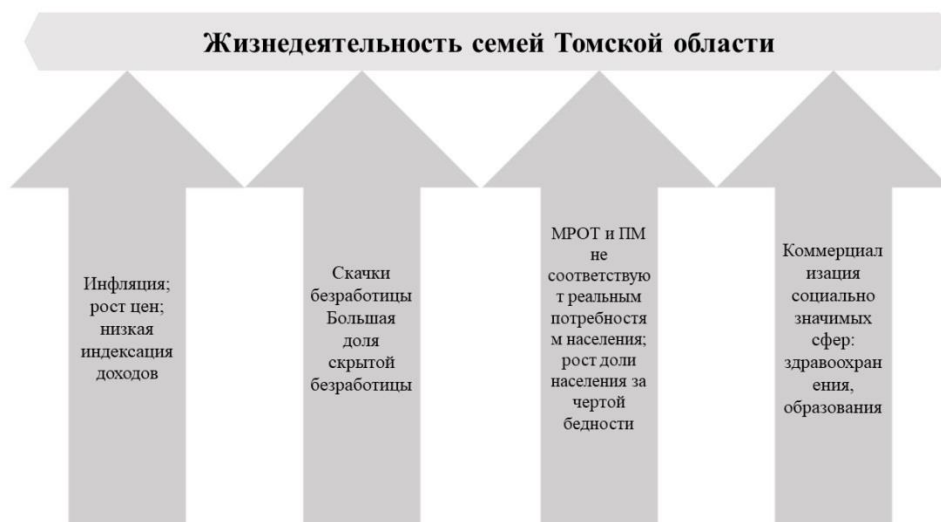 Жизнедеятельность семей Томской области
Инфляция;
рост цен;
низкая
индексация
доходов
Скачки
безработицы
Большая
доля
скрытой
безработицы
МРОТ и ПМ
не
соответствую
т реальным
потребностя
м населения;
рост доли
населения за
чертой
бедности
Коммерциал
изация
социально
значимых
сфер:
здравоохран
ения,
образования